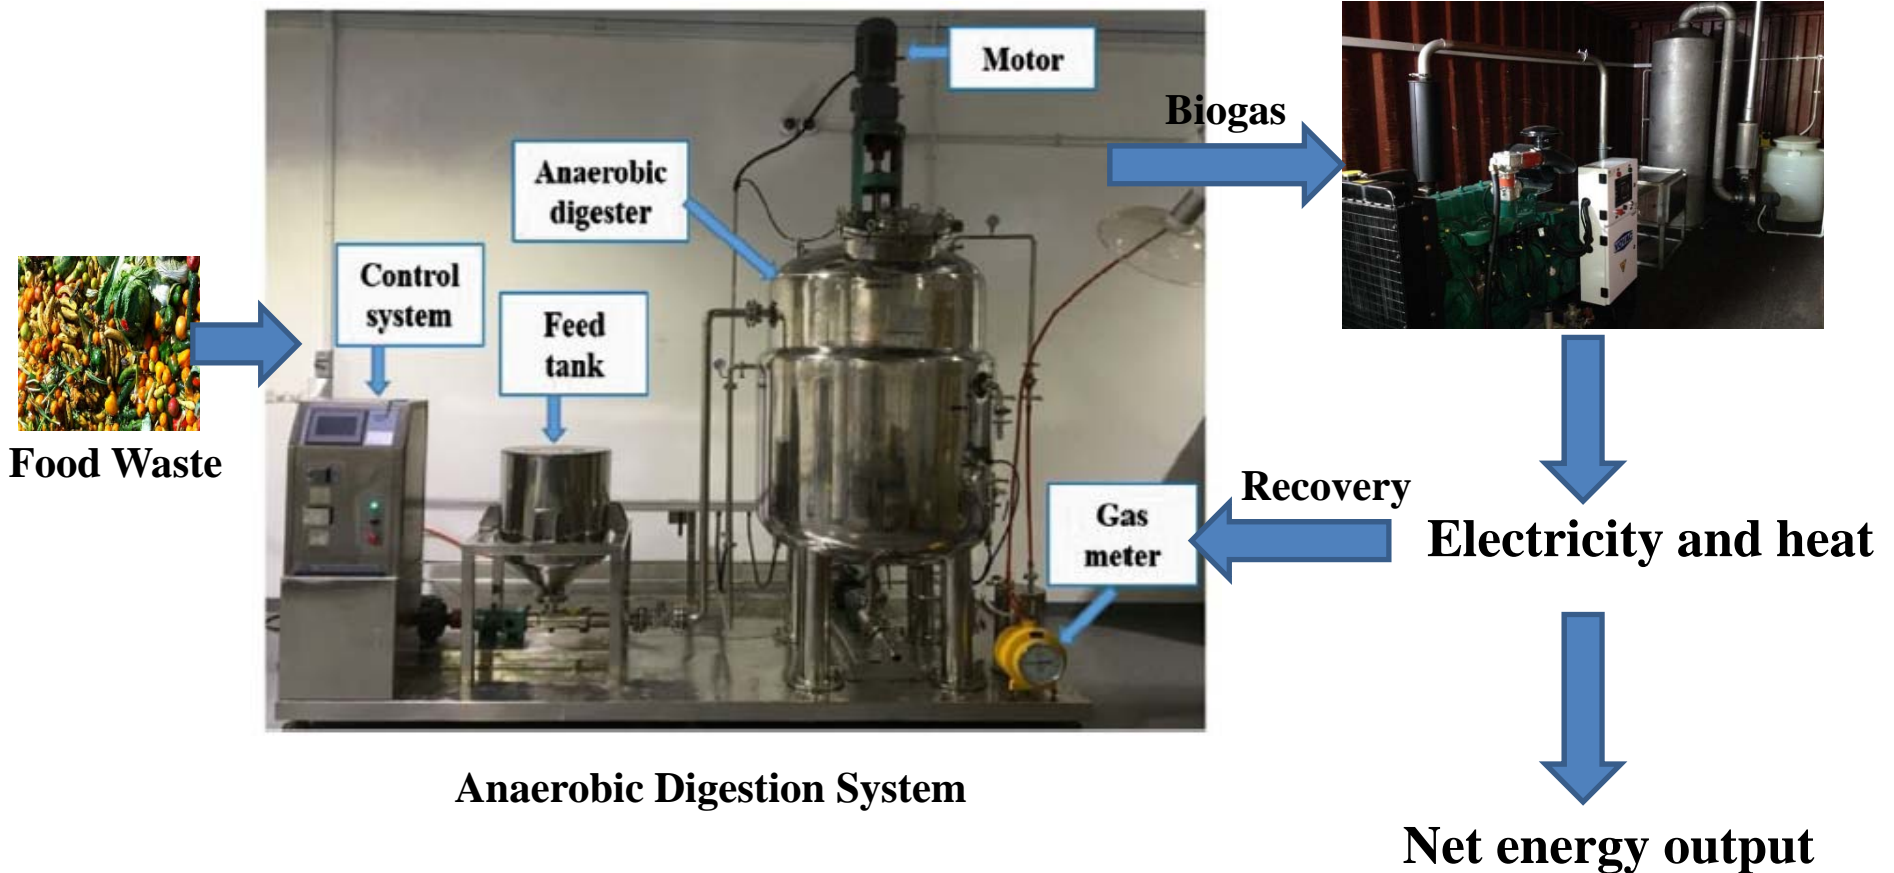 Motor
Biogas
Anaerobic
digester
Control
system
Feed
tank
Food Waste
Recovery
Gas
meter
Electricity and heat
Anaerobic Digestion System
Net energy output